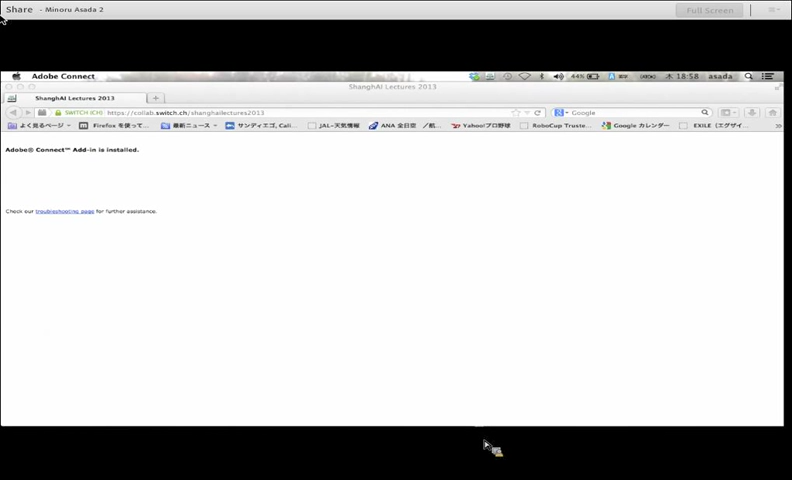 Share - Minoru Asada 2
Full Screen
Adobe Connect
64%
木 18:58
asada
ShanghAI Lectures 2013
ShanghAI Lectures 2013
SWITCH (CH)
https://collab.switch.ch/shanghailectures2013
Google
よく見るページ
Firefox を使って...
最新ニュース
サンディエゴ, Cali...
JAL-天気情報
ANA 全日空 ／航...
Yahoo!プロ野球
RoboCup Truste...
Google カレンダー
EXILE (エグザイ...
Adobe® Connect™ Add-in is installed.
Check our troubleshooting page for further assistance.